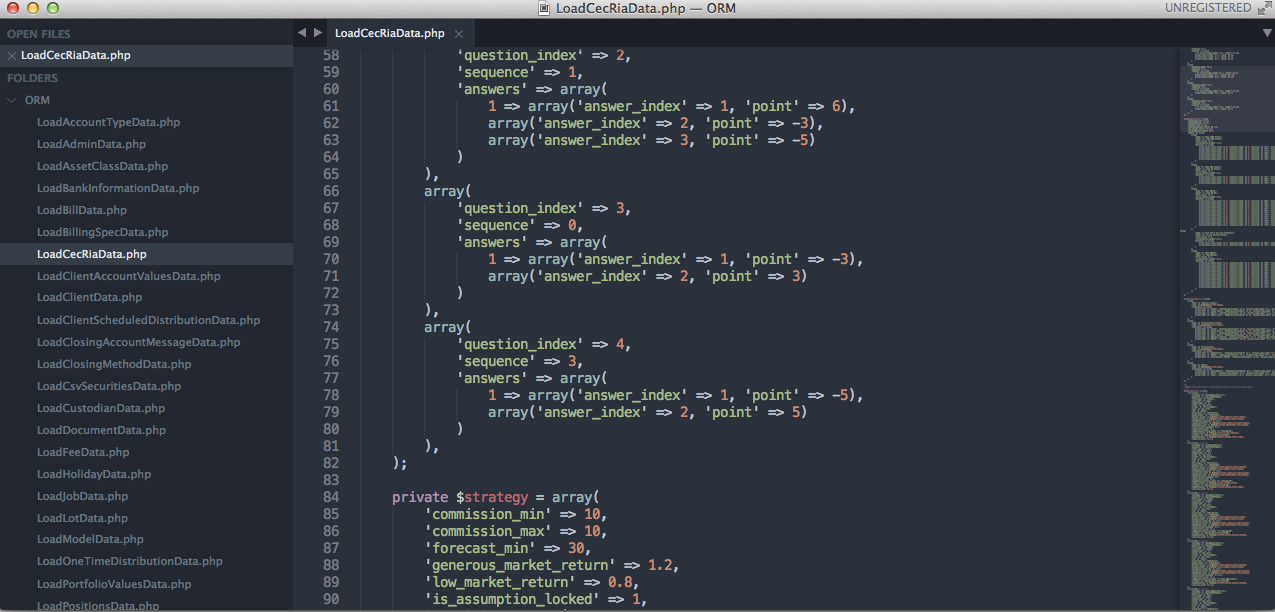 LoadCecRiaData.php — ORM
UNREGISTERED
OPEN FILES
LoadCecRiaData.php
FOLDERS
ORM
LoadAccountTypeData.php
LoadAdminData.php
LoadAssetClassData.php
LoadBankInformationData.php
LoadBillData.php
LoadBillingSpecData.php
LoadCecRiaData.php
LoadClientAccountValuesData.php
LoadClientData.php
LoadClientScheduledDistributionData.php
LoadClosingAccountMessageData.php
LoadClosingMethodData.php
LoadCsvSecuritiesData.php
LoadCustodianData.php
LoadDocumentData.php
LoadFeeData.php
LoadHolidayData.php
LoadJobData.php
LoadLotData.php
LoadModelData.php
LoadOneTimeDistributionData.php
LoadPortfolioValuesData.php
LoadPositionsData.php
LoadCecRiaData.php
58 'question_index' => 2,
59 'sequence' => 1,
60 'answers' => array(
61 1 => array('answer_index' => 1, 'point' => 6),
62 array('answer_index' => 2, 'point' => -3),
63 array('answer_index' => 3, 'point' => -5)
64 )
65 ),
66 array(
67 'question_index' => 3,
68 'sequence' => 0,
69 'answers' => array(
70 1 => array('answer_index' => 1, 'point' => -3),
71 array('answer_index' => 2, 'point' => 3)
72 )
73 ),
74 array(
75 'question_index' => 4,
76 'sequence' => 3,
77 'answers' => array(
78 1 => array('answer_index' => 1, 'point' => -5),
79 array('answer_index' => 2, 'point' => 5)
80 )
81 ),
82 );
83
84 private $strategy = array(
85 'commission_min' => 10,
86 'commission_max' => 10,
87 'forecast_min' => 30,
88 'generous_market_return' => 1.2,
89 'low_market_return' => 0.8,
90 'is_assumption_locked' => 1,